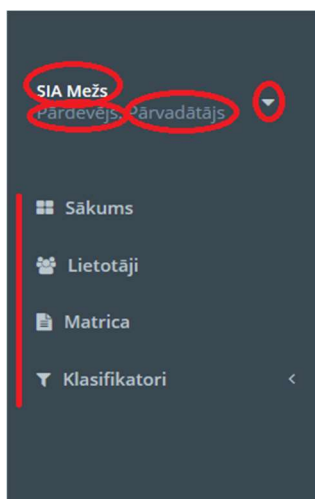 SIA Mežs
Pārdevējs, Pārvadātājs
Sākums
Lietotāji
Matrica
Klasifikatori